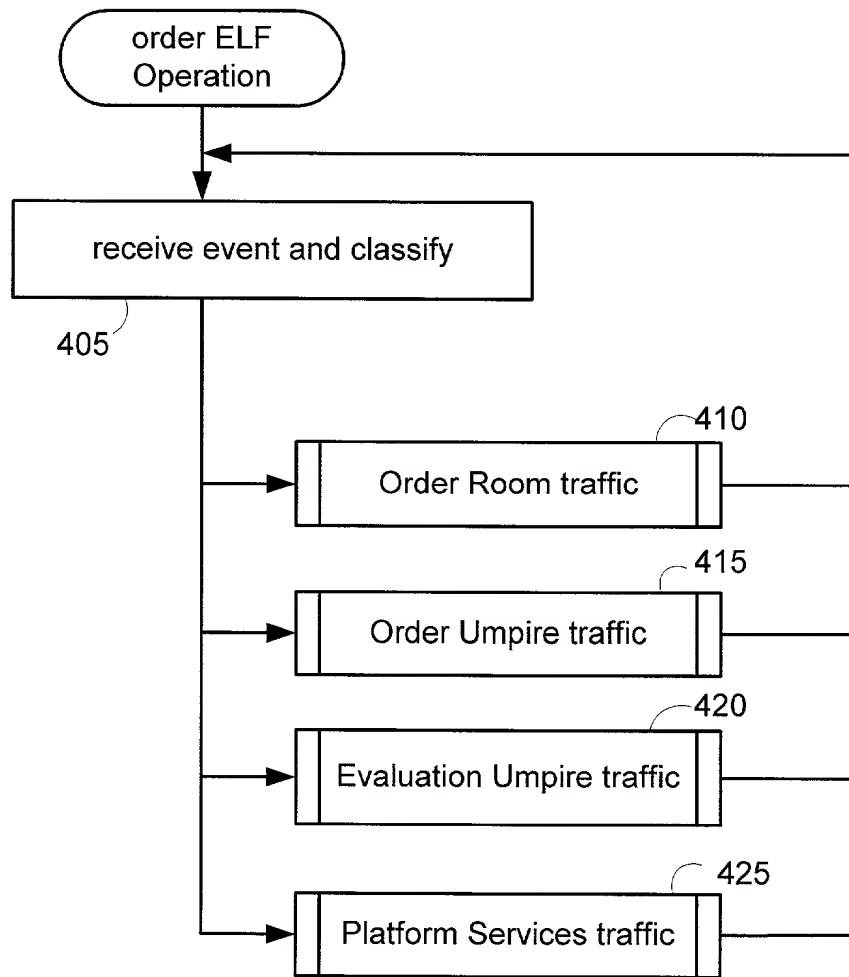 order ELF
Operation
receive event and classify
405
410
Order Room traffic
415
Order Umpire traffic
420
Evaluation Umpire traffic
425
Platform Services traffic